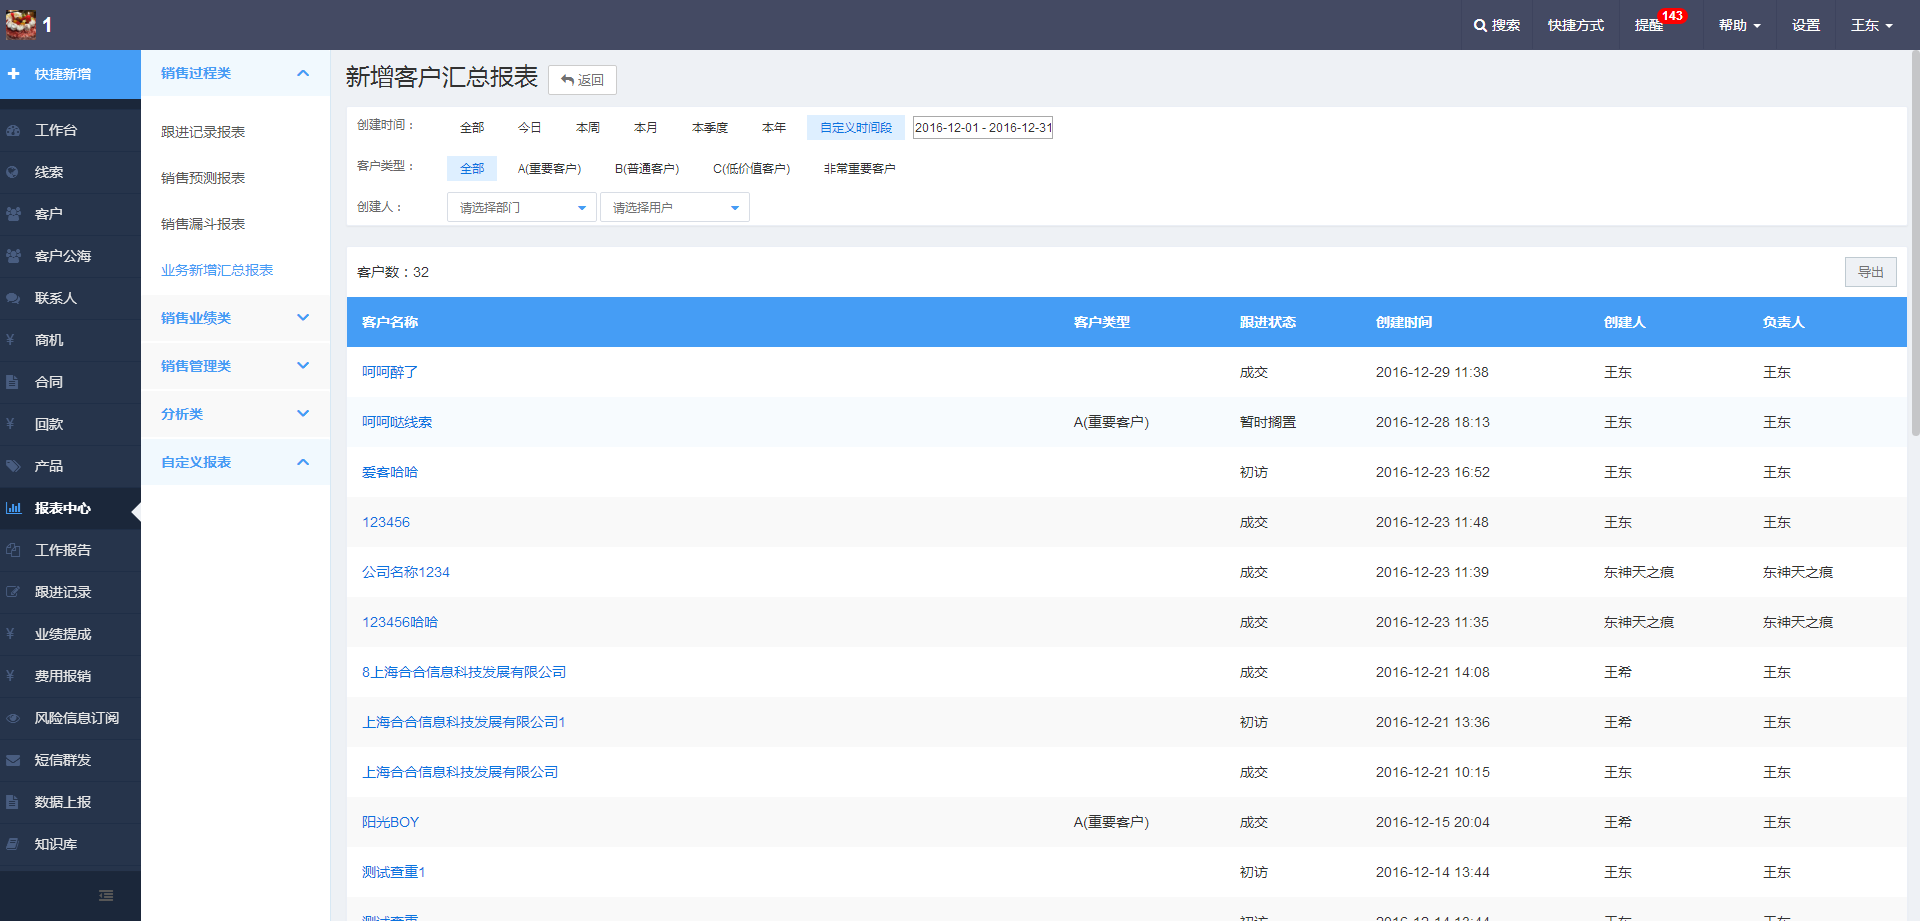 1
搜索
快捷方式
提醒 143
帮助
设置
王东
快捷新增
工作台
线索
客户
客户公海
联系人
商机
合同
回款
产品
报表中心
工作报告
跟进记录
业绩提成
费用报销
风险信息订阅
短信群发
数据上报
知识库
销售过程类
跟进记录报表
销售预测报表
销售漏斗报表
业务新增汇总报表
销售业绩类
销售管理类
分析类
自定义报表
新增客户汇总报表 返回
创建时间： 全部 今日 本周 本月 本季度 本年 自定义时间段 2016-12-01 - 2016-12-31
客户类型： 全部 A(重要客户) B(普通客户) C(低价值客户) 非常重要客户
创建人： 请选择部门 请选择用户
客户数：32 导出
客户名称 客户类型 跟进状态 创建时间 创建人 负责人
呵呵醉了 成交 2016-12-29 11:38 王东 王东
呵呵哒线索 A(重要客户) 暂时搁置 2016-12-28 18:13 王东 王东
爱客哈哈 初访 2016-12-23 16:52 王东 王东
123456 成交 2016-12-23 11:48 王东 王东
公司名称1234 成交 2016-12-23 11:39 东神天之痕 东神天之痕
123456哈哈 成交 2016-12-23 11:35 东神天之痕 东神天之痕
8上海合合信息科技发展有限公司 成交 2016-12-21 14:08 王希 王东
上海合合信息科技发展有限公司1 初访 2016-12-21 13:36 王希 王东
上海合合信息科技发展有限公司 成交 2016-12-21 10:15 王东 王东
阳光BOY A(重要客户) 成交 2016-12-15 20:04 王希 王东
测试查重1 初访 2016-12-14 13:44 王东 王东
测试查重 初访 2016-12-14 13:44 王东 王东